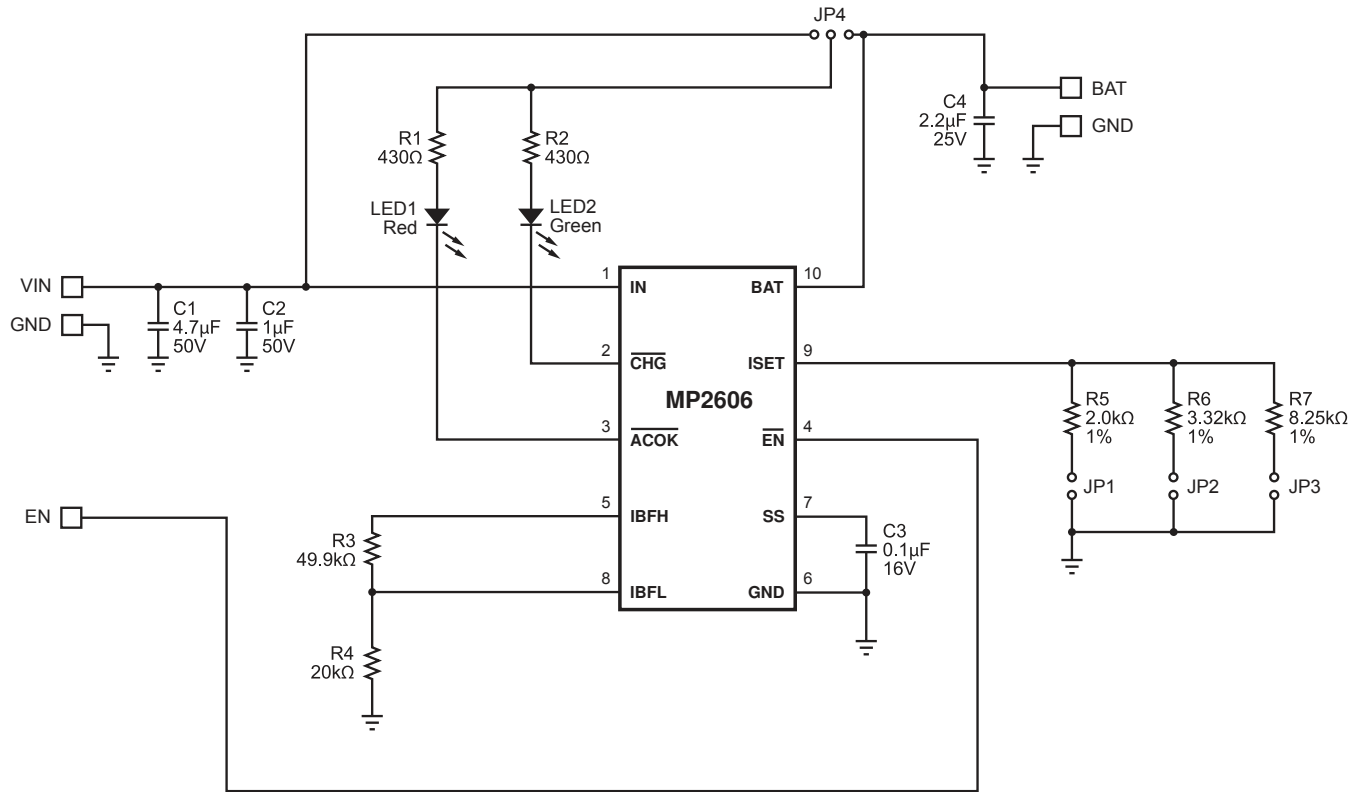 JP4
BAT
C4
2.2µF
25V
GND
R1
430Ω
R2
430Ω
LED1
Red
LED2
Green
VIN
GND
C1
4.7µF
50V
C2
1µF
50V
MP2606
1
IN
2
CHG
3
ACOK
5
IBFH
8
IBFL
10
BAT
9
ISET
4
EN
7
SS
6
GND
R5
2.0kΩ
1%
R6
3.32kΩ
1%
R7
8.25kΩ
1%
JP1
JP2
JP3
EN
R3
49.9kΩ
R4
20kΩ
C3
0.1µF
16V